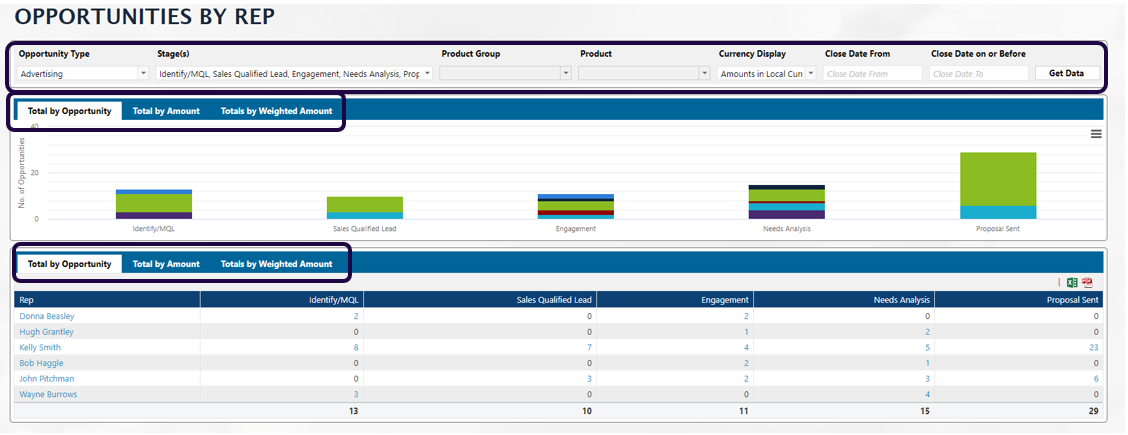 OPPORTUNITIES BY REP
Opportunity Type Stage(s) Product Group Product Currency Display Close Date From Close Date on or Before
Advertising Identify/MQL, Sales Qualified Lead, Engagement, Needs Analysis, Prop Amounts in Local Curr Close Date From Close Date To Get Data
Total by Opportunity Total by Amount Totals by Weighted Amount
40
20
0
No. of Opportunities
Identify/MQL Sales Qualified Lead Engagement Needs Analysis Proposal Sent
Total by Opportunity Total by Amount Totals by Weighted Amount
Rep Identify/MQL Sales Qualified Lead Engagement Needs Analysis Proposal Sent
Donna Beasley 2 0 2 0 0
Hugh Grantley 0 0 1 2 0
Kelly Smith 8 7 4 5 23
Bob Haggle 0 0 2 1 0
John Pitchman 0 3 2 3 6
Wayne Burrows 3 0 0 4 0
13 10 11 15 29